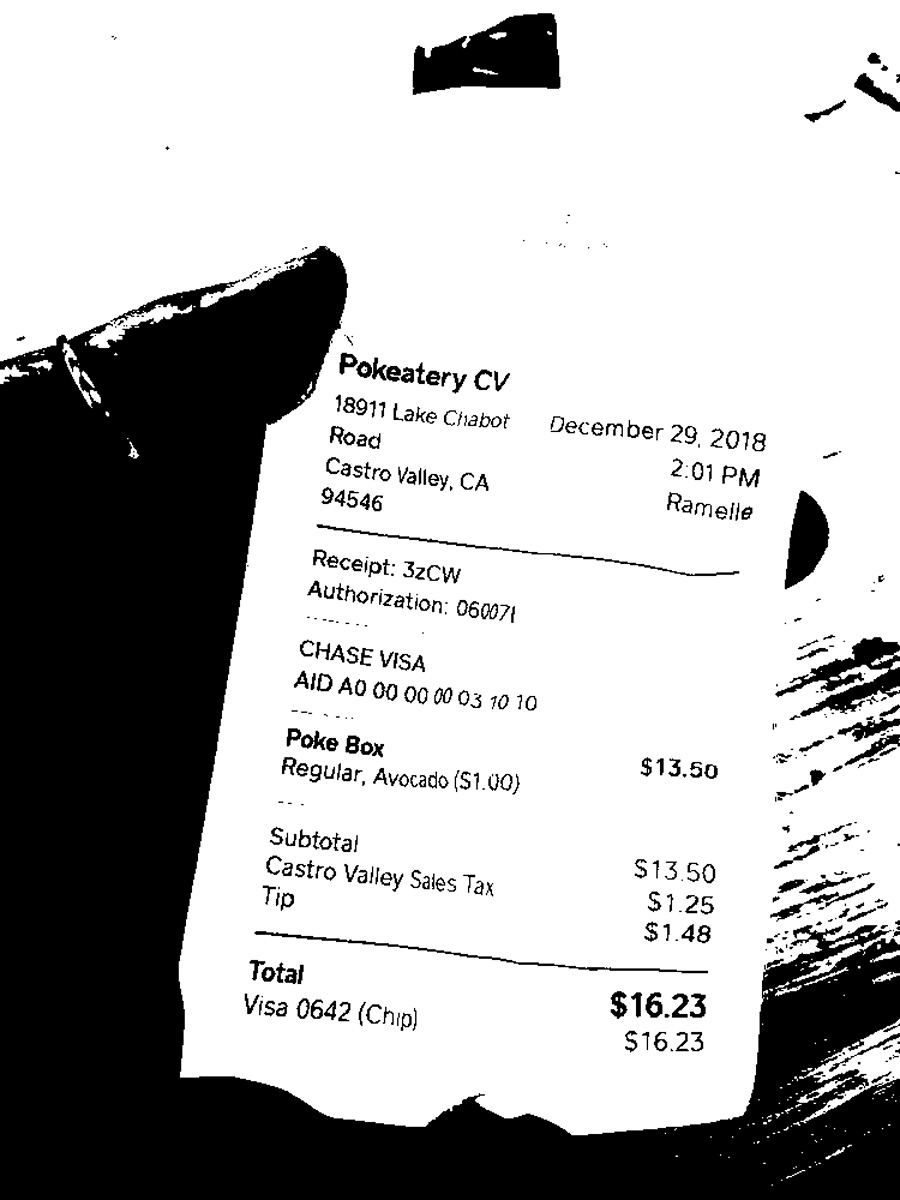 Pokeatery CV
18911 Lake Chabot
Road
Castro Valley, CA
94546
December 29, 2018
2:01 PM
Ramelle
Receipt: 3zCW
Authorization: 060071
CHASE VISA
AID A0 00 00 00 03 10 10
Poke Box $13.50
Regular, Avocado ($1.00)
Subtotal $13.50
Castro Valley Sales Tax $1.25
Tip $1.48
Total $16.23
Visa 0642 (Chip) $16.23